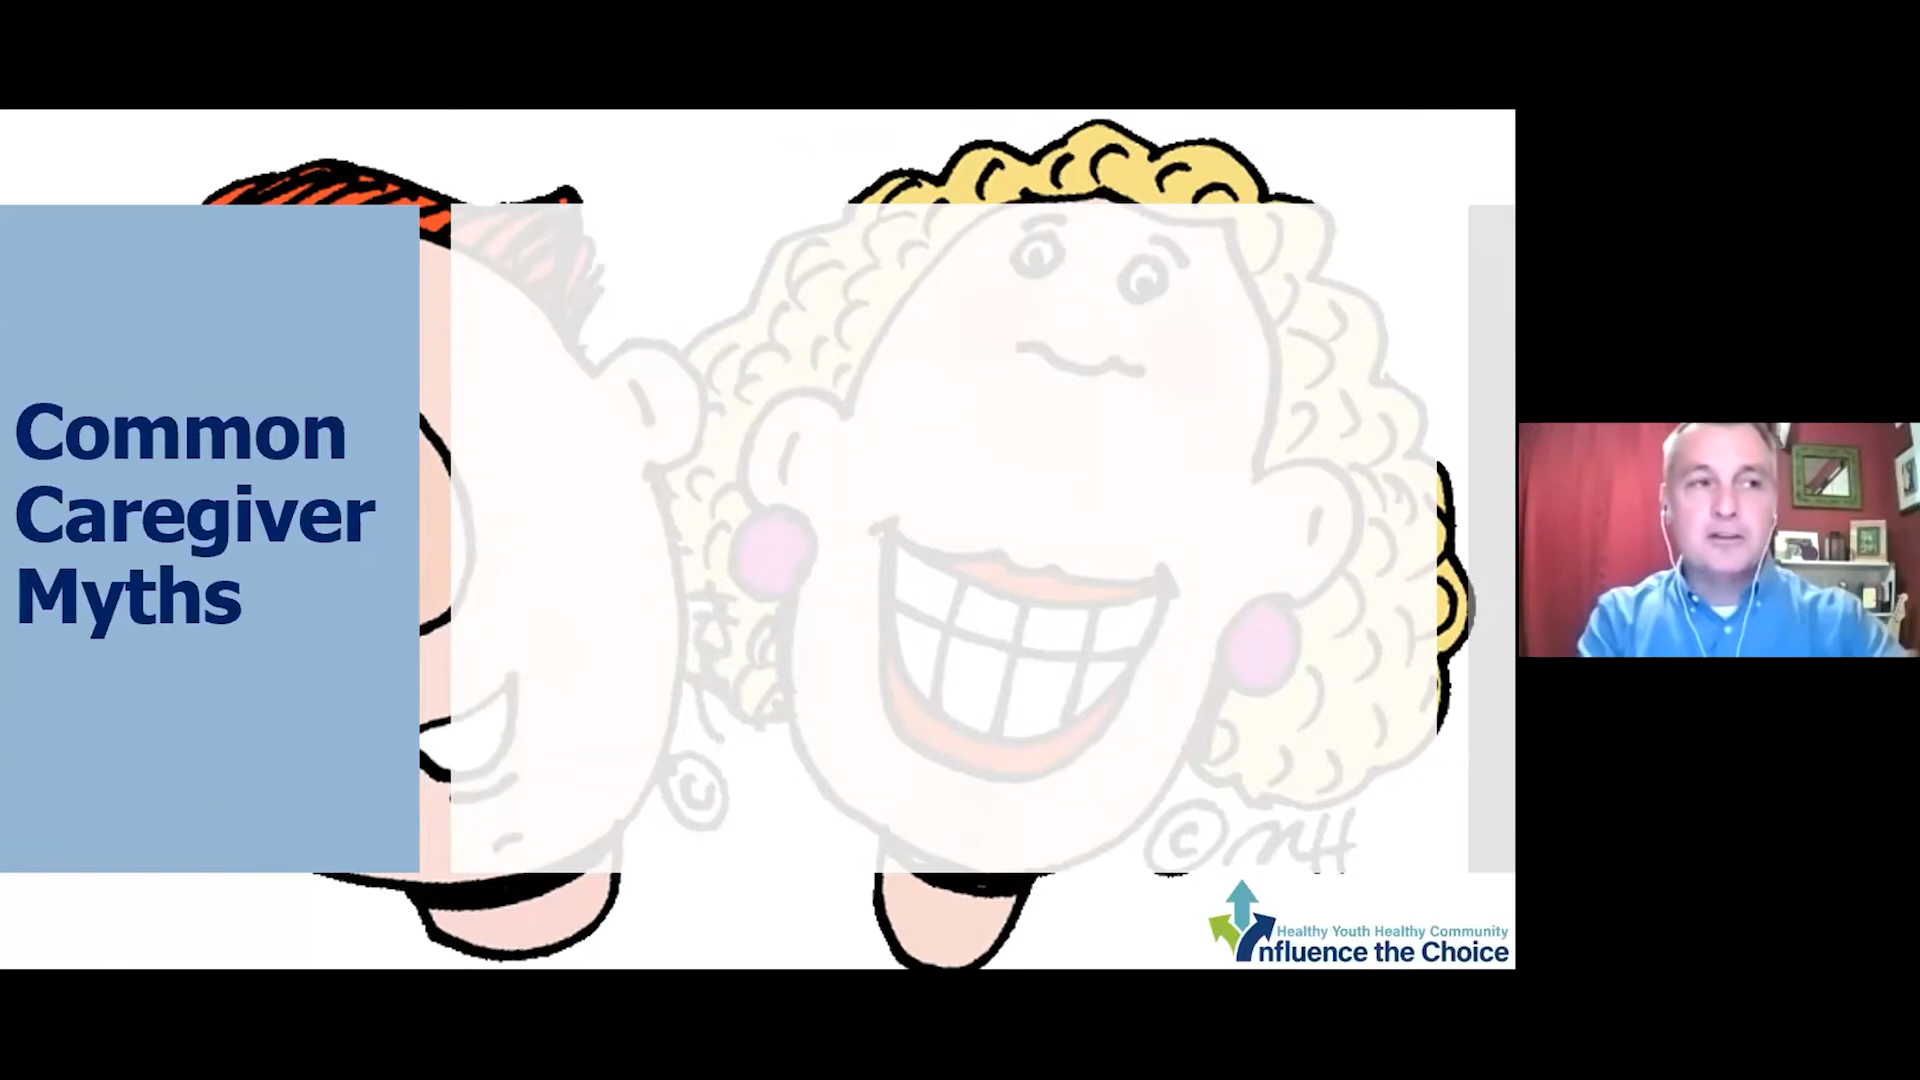 Common
Caregiver
Myths
©
© MH
Healthy Youth Healthy Community
nfluence the Choice